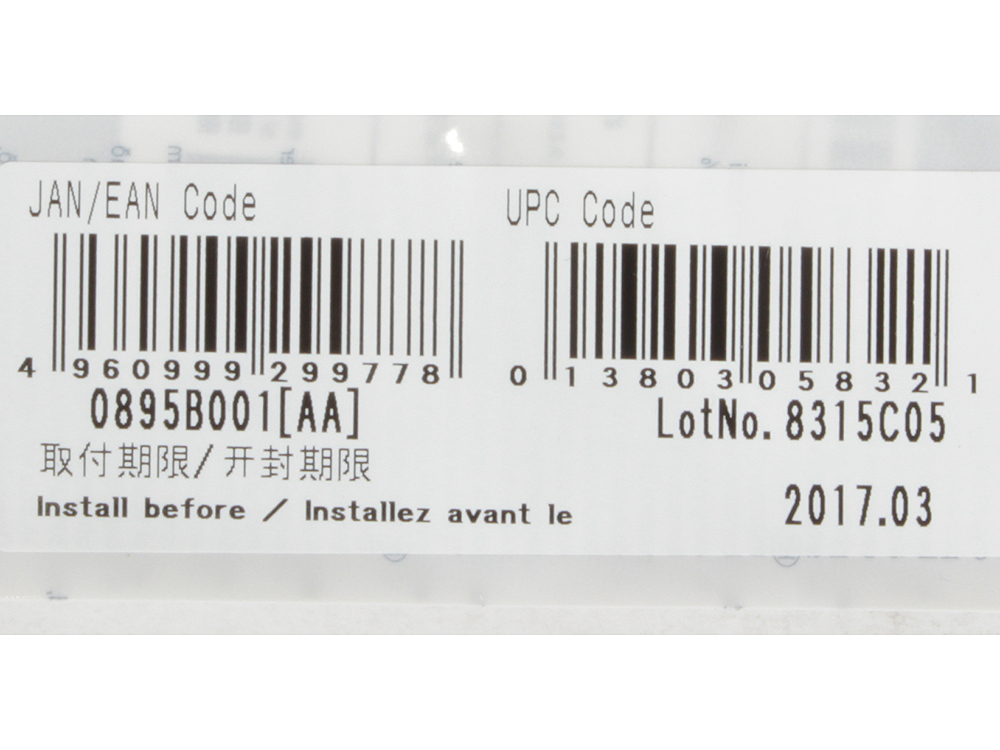 JAN/EAN Code
4 960999 299778
0895B001[AA]
UPC Code
0 13803 05832 1
LotNo. 8315C05
取付期限/开封期限
Install before / Installez avant le
2017.03